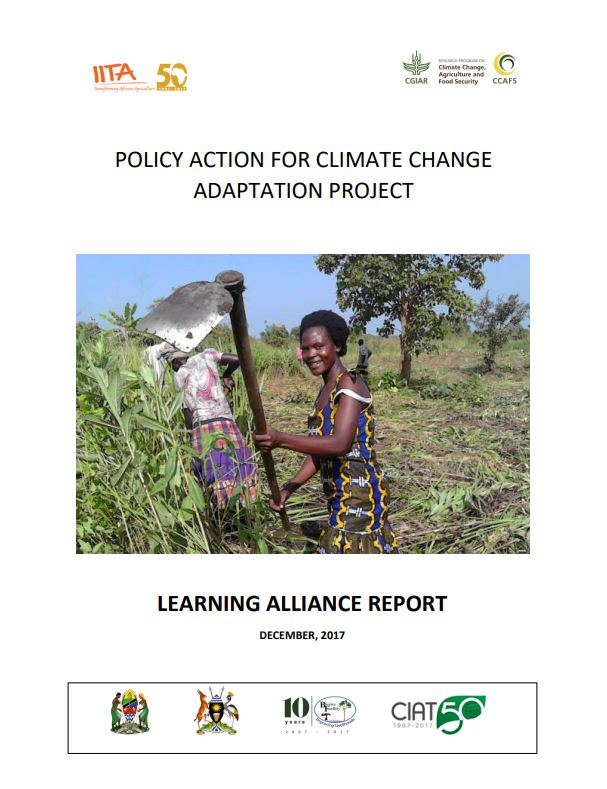 IITA 50
Transforming African Agriculture 1967-2017
CGIAR
RESEARCH PROGRAM ON
Climate Change,
Agriculture and
Food Security
CCAFS
POLICY ACTION FOR CLIMATE CHANGE
ADAPTATION PROJECT
LEARNING ALLIANCE REPORT
DECEMBER, 2017
10
years
2007 - 2017
CIAT 50
1967-2017